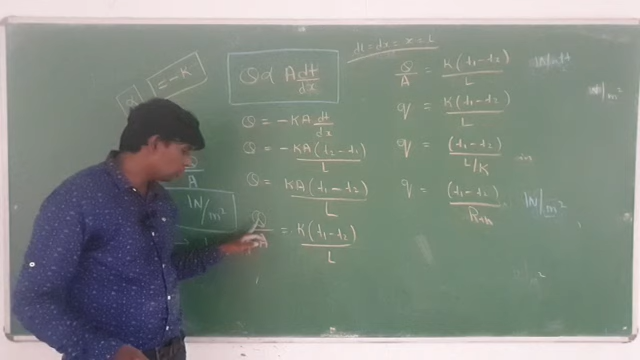 = -K
Q
A
W/m²
Q α A dt/dx
Q = -KA dt/dx
Q = -KA(t₂-t₁)/L
Q = KA(t₁-t₂)/L
Q = K(t₁-t₂)/L
dt = dx = x = L
Q/A = K(t₁-t₂)/L
q = K(t₁-t₂)/L
q = (t₁-t₂)/L/K
q = (t₁-t₂)
W/m²
W/m²